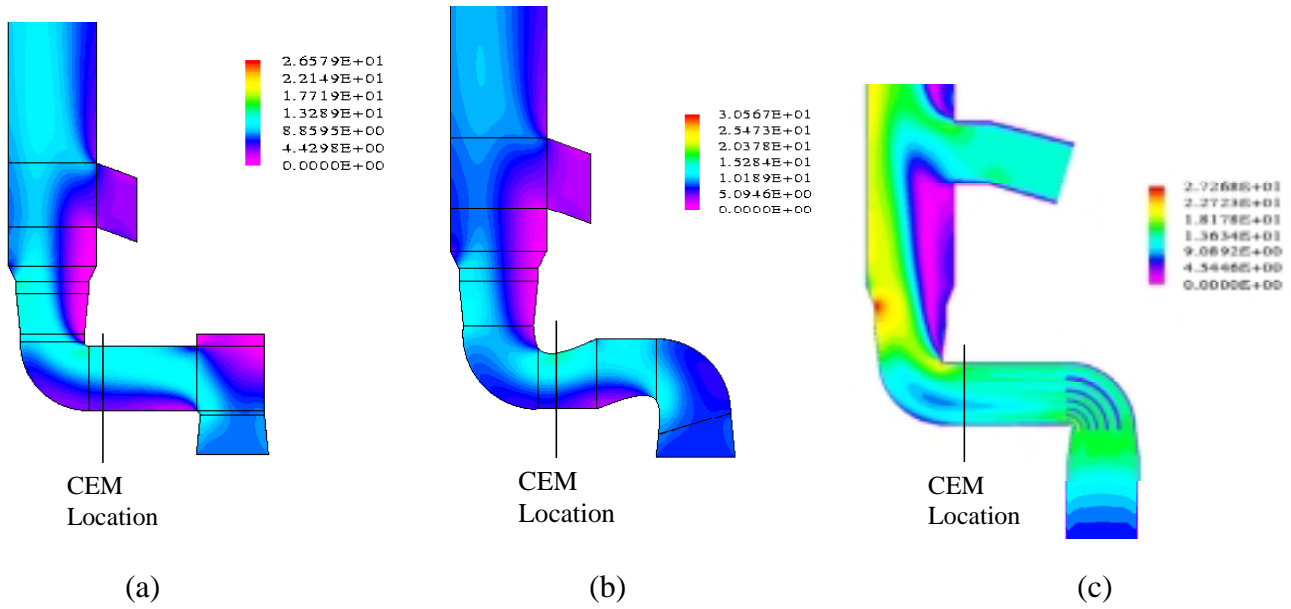 2.6579E+01
2.2149E+01
1.7719E+01
1.3289E+01
8.8595E+00
4.4298E+00
0.0000E+00
CEM
Location
(a)
3.0567E+01
2.5473E+01
2.0378E+01
1.5284E+01
1.0189E+01
5.0946E+00
0.0000E+00
CEM
Location
(b)
2.7268E+01
2.2723E+01
1.8178E+01
1.3634E+01
9.0892E+00
4.5446E+00
0.0000E+00
CEM
Location
(c)